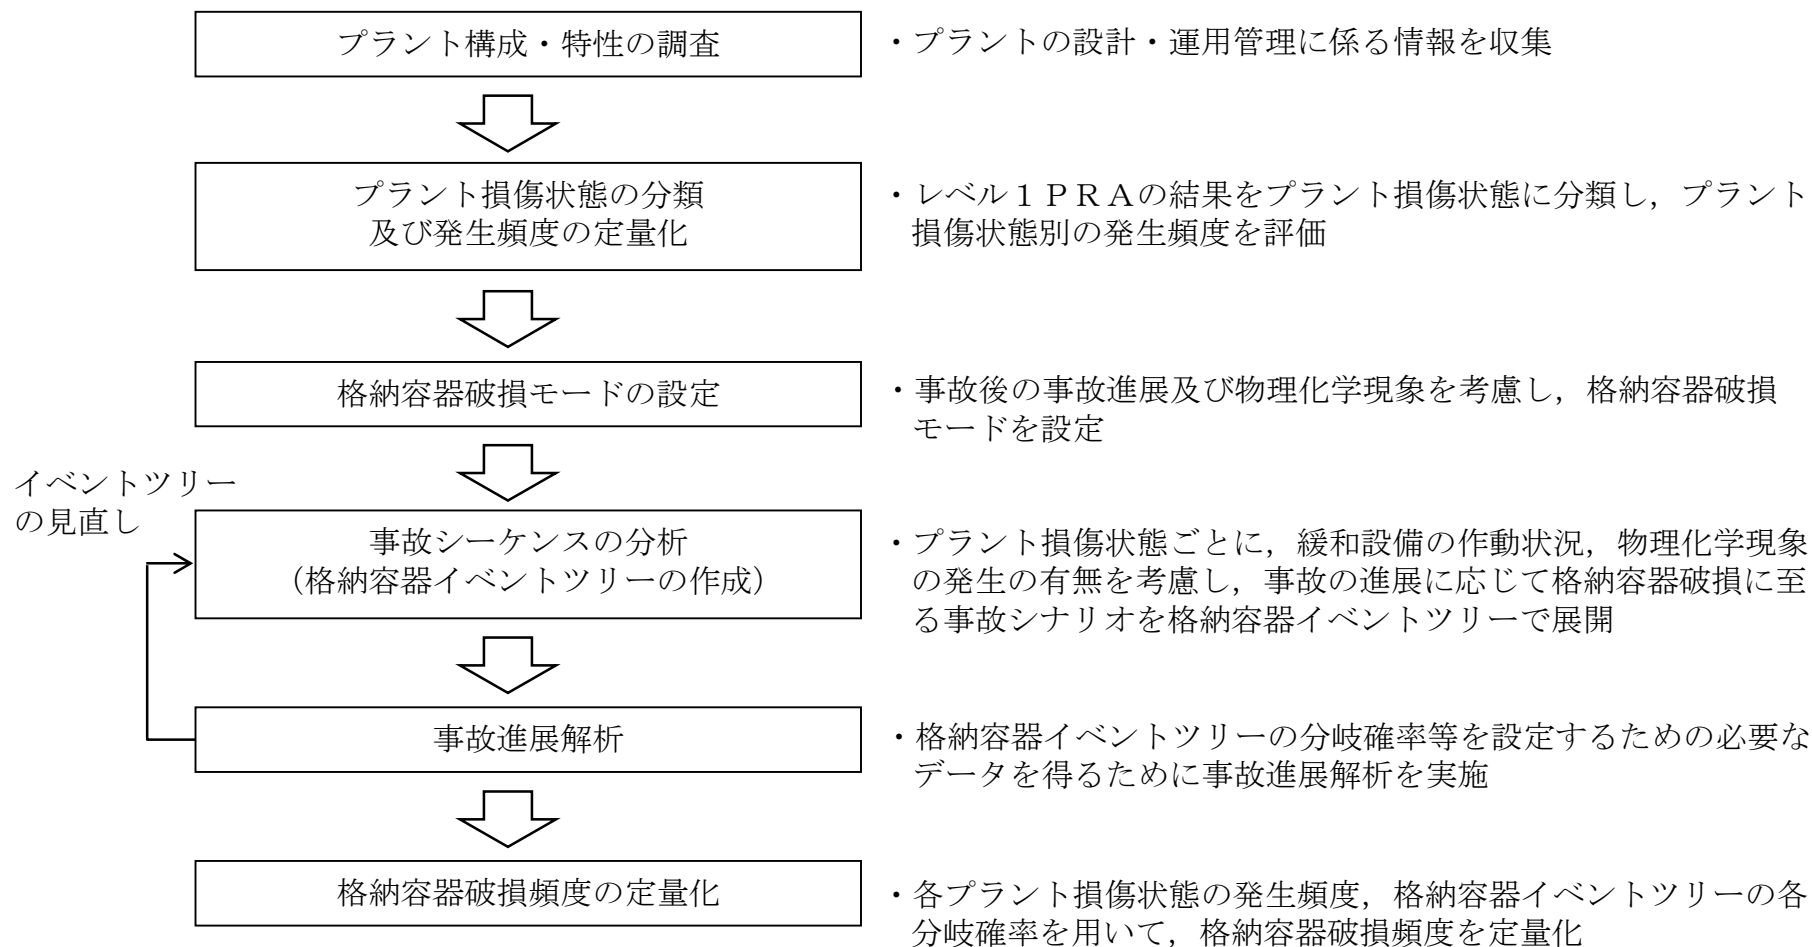 プラント構成・特性の調査
・プラントの設計・運用管理に係る情報を収集
プラント損傷状態の分類
及び発生頻度の定量化
・レベル１ＰＲＡの結果をプラント損傷状態に分類し，プラント
損傷状態別の発生頻度を評価
格納容器破損モードの設定
・事故後の事故進展及び物理化学現象を考慮し，格納容器破損
モードを設定
イベントツリー
の見直し
事故シーケンスの分析
（格納容器イベントツリーの作成）
・プラント損傷状態ごとに，緩和設備の作動状況，物理化学現象
の発生の有無を考慮し，事故の進展に応じて格納容器破損に至
る事故シナリオを格納容器イベントツリーで展開
事故進展解析
・格納容器イベントツリーの分岐確率等を設定するための必要な
データを得るために事故進展解析を実施
格納容器破損頻度の定量化
・各プラント損傷状態の発生頻度，格納容器イベントツリーの各
分岐確率を用いて，格納容器破損頻度を定量化